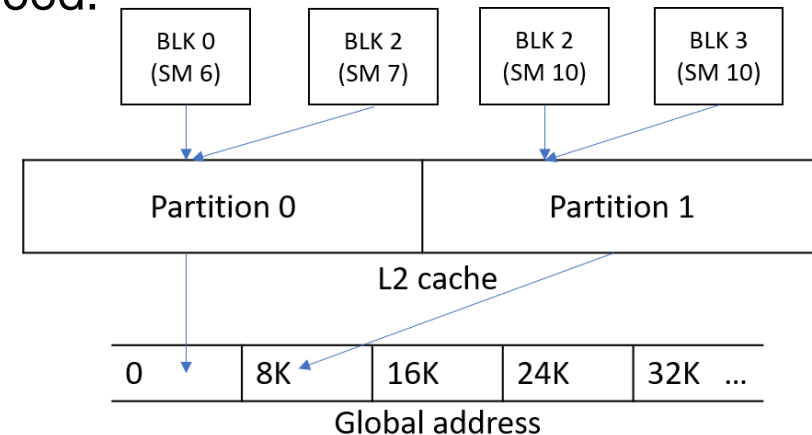 BLK 0
(SM 6)
BLK 2
(SM 7)
BLK 2
(SM 10)
BLK 3
(SM 10)
Partition 0
Partition 1
L2 cache
0
8K
16K
24K
32K ...
Global address